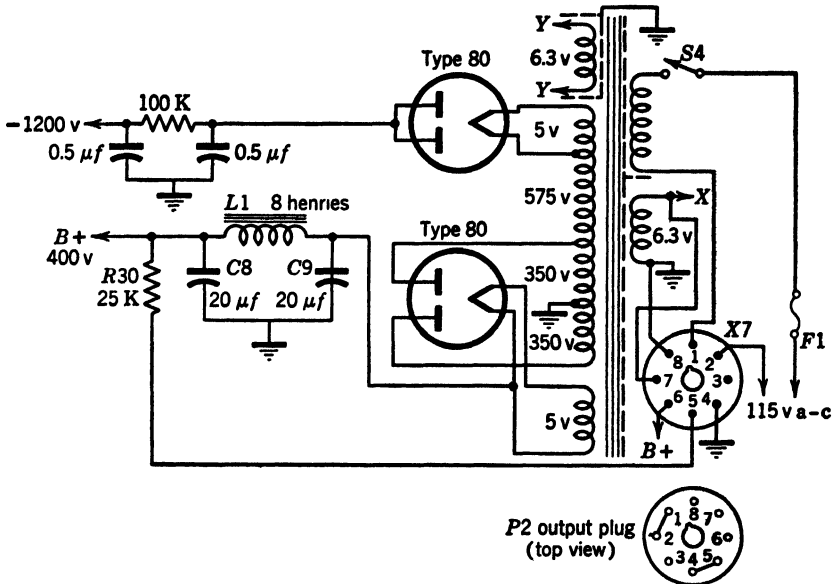 Y
6.3 v
Y
S4
Type 80
100 K
-1200 v
0.5 μf
0.5 μf
5 v
575 v
L1 8 henries
X
6.3 v
Type 80
B+
400 v
R30
25 K
C8
C9
20 μf
20 μf
350 v
350 v
F1
X7
8 1 2
7 3
6 5 4
115 v a-c
B+
5 v
P2 output plug
(top view)
1 8 7
2 6
3 4 5